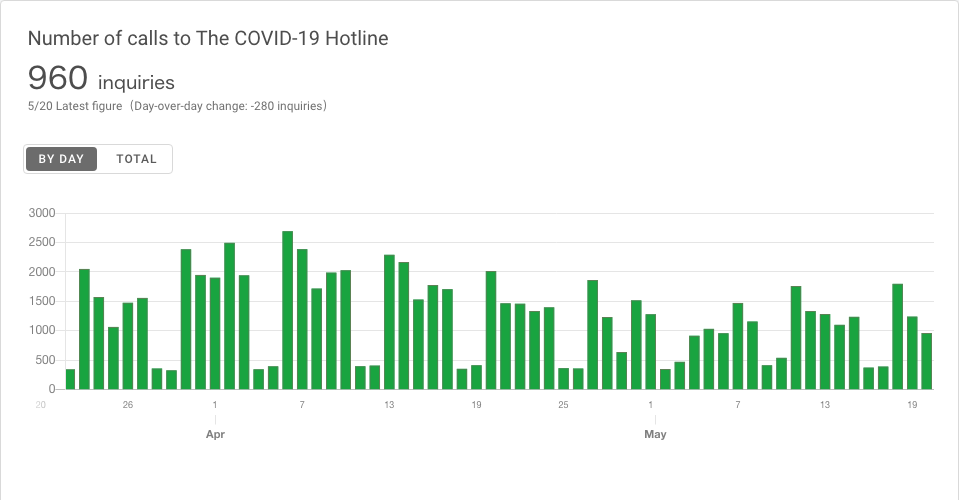 Number of calls to The COVID-19 Hotline
960 inquiries
5/20 Latest figure（Day-over-day change: -280 inquiries）
BY DAY TOTAL
3000
2500
2000
1500
1000
500
0
20 26 1 7 13 19 25 1 7 13 19
Apr May